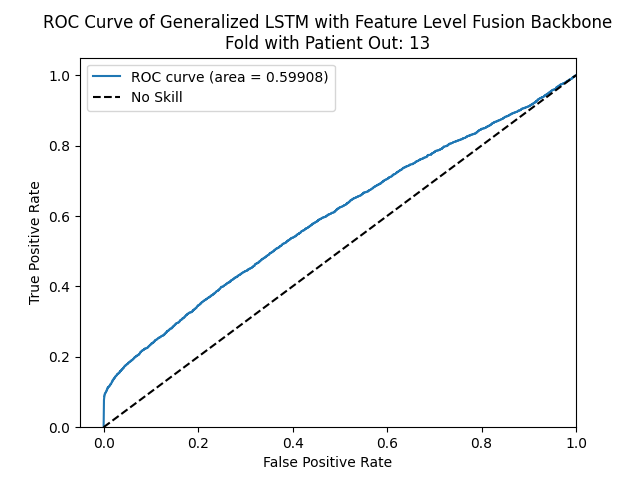 ROC Curve of Generalized LSTM with Feature Level Fusion Backbone
Fold with Patient Out: 13
ROC curve (area = 0.59908)
No Skill
True Positive Rate
1.0
0.8
0.6
0.4
0.2
0.0
0.0 0.2 0.4 0.6 0.8 1.0
False Positive Rate